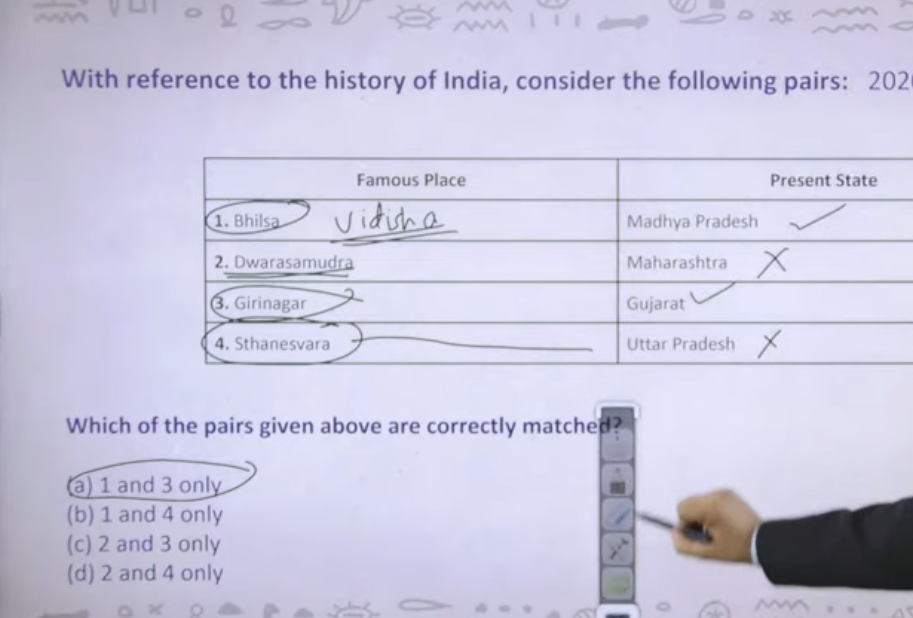 With reference to the history of India, consider the following pairs: 202
Famous Place Present State
1. Bhilsa Vidisha Madhya Pradesh
2. Dwarasamudra Maharashtra
3. Girinagar Gujarat
4. Sthanesvara Uttar Pradesh
Which of the pairs given above are correctly matched?
(a) 1 and 3 only
(b) 1 and 4 only
(c) 2 and 3 only
(d) 2 and 4 only